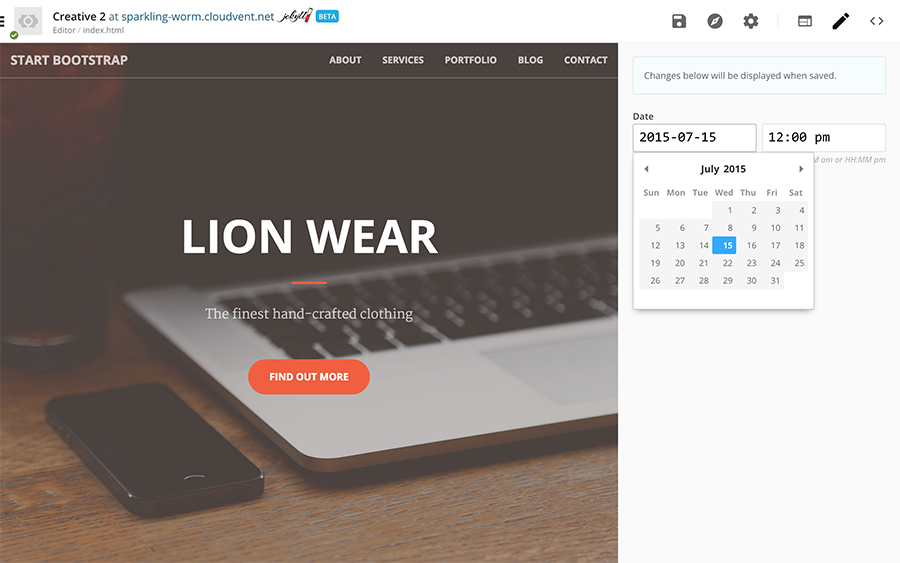 Creative 2 at sparkling-worm.cloudvent.net jekyll BETA
Editor / index.html
START BOOTSTRAP
ABOUT SERVICES PORTFOLIO BLOG CONTACT
LION WEAR
The finest hand-crafted clothing
FIND OUT MORE
Changes below will be displayed when saved.
Date
2015-07-15 12:00 pm
am or HH:MM pm
July 2015
Sun Mon Tue Wed Thu Fri Sat
1 2 3 4
5 6 7 8 9 10 11
12 13 14 15 16 17 18
19 20 21 22 23 24 25
26 27 28 29 30 31